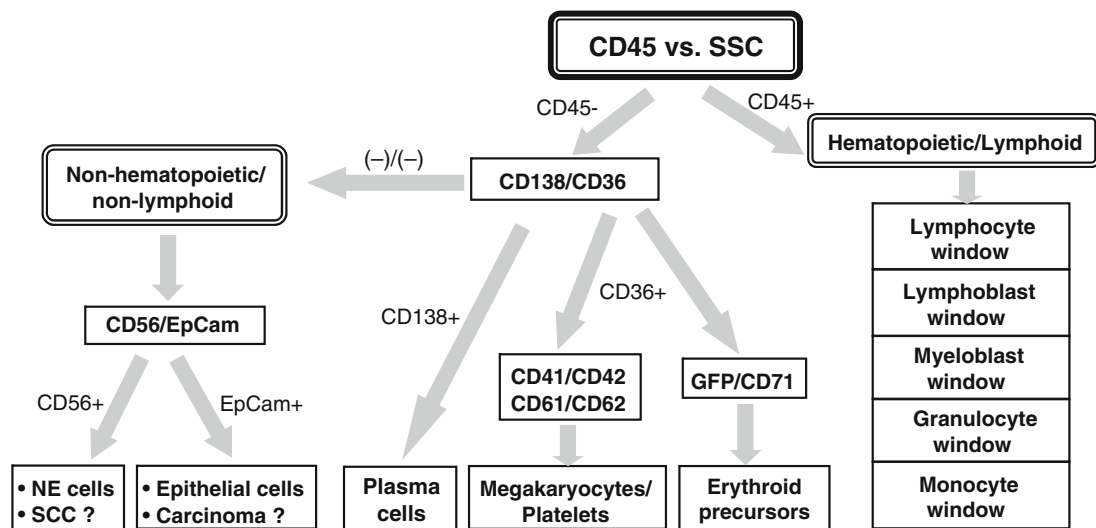 CD45 vs. SSC
CD45-
CD45+
Hematopoietic/Lymphoid
(–)/(–)
Non-hematopoietic/
non-lymphoid
CD138/CD36
Lymphocyte
window
CD36+
CD138+
CD56/EpCam
Lymphoblast
window
CD41/CD42
CD61/CD62
GFP/CD71
Myeloblast
window
CD56+
EpCam+
Granulocyte
window
• NE cells
• SCC ?
• Epithelial cells
• Carcinoma ?
Plasma
cells
Megakaryocytes/
Platelets
Erythroid
precursors
Monocyte
window